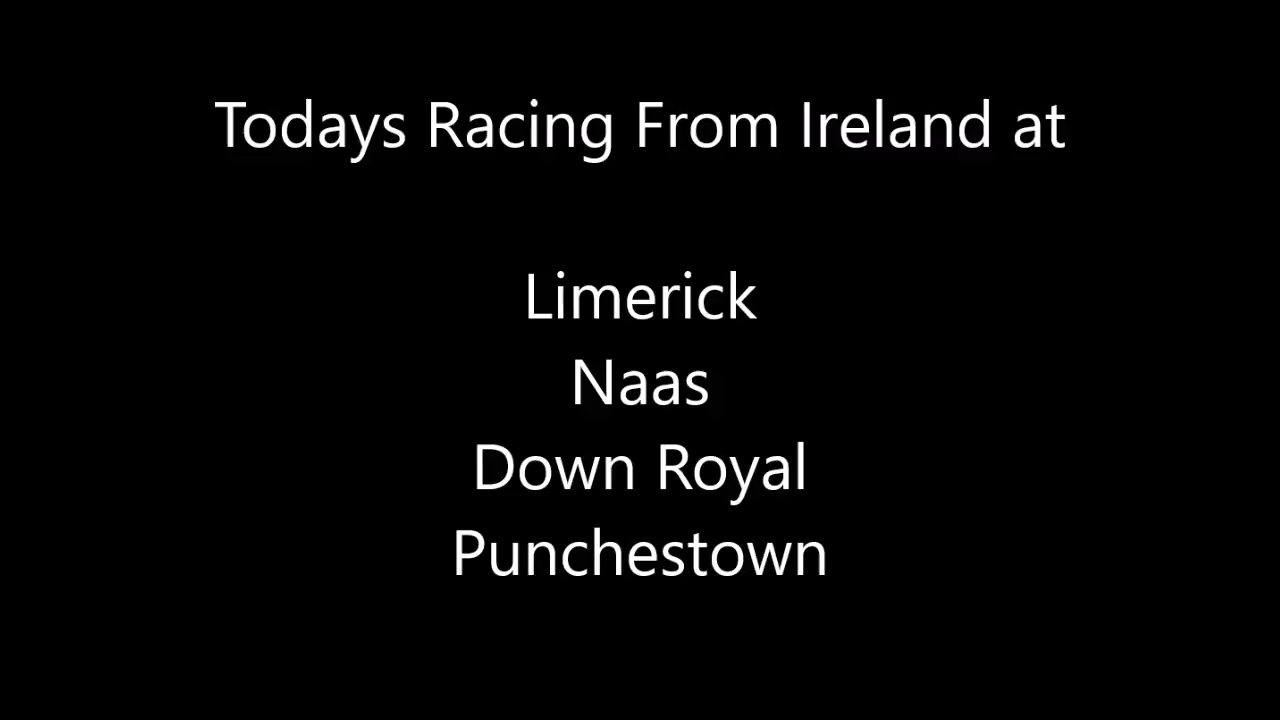 Todays Racing From Ireland at
Limerick
Naas
Down Royal
Punchestown